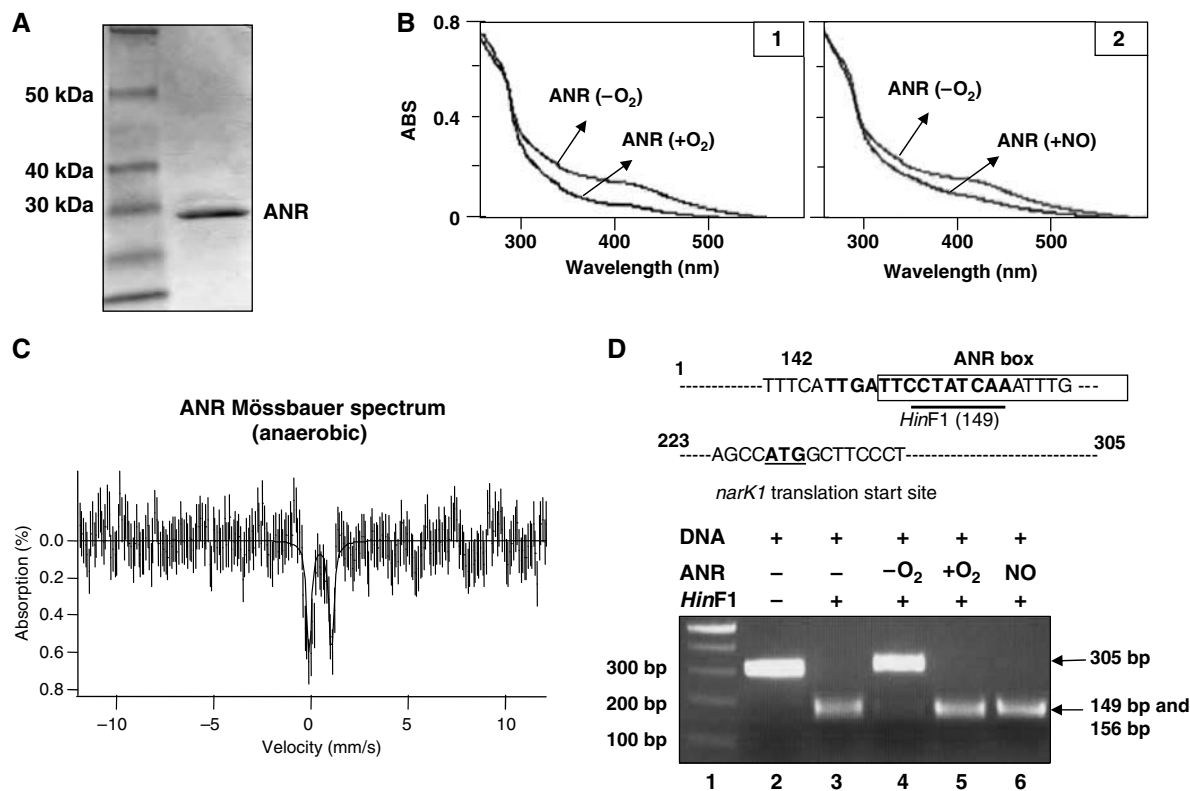 A
50 kDa
40 kDa
30 kDa
ANR
B
ABS
0.8
0.4
0
1
ANR (–O2)
ANR (+O2)
300 400 500
Wavelength (nm)
2
ANR (–O2)
ANR (+NO)
300 400 500
Wavelength (nm)
C
ANR Mössbauer spectrum
(anaerobic)
Absorption (%)
0.0
0.2
0.4
0.6
0.8
–10 –5 0 5 10
Velocity (mm/s)
D
1 142 ANR box
-------------TTTCATTGATTCCTATCAAATTTG ---
HinF1 (149)
223 305
-----AGCCATGGCTTCCCT----------------------------
narK1 translation start site
DNA + + + + +
ANR – – –O2 +O2 NO
HinF1 – + + + +
300 bp
200 bp
100 bp
305 bp
149 bp and
156 bp
1 2 3 4 5 6